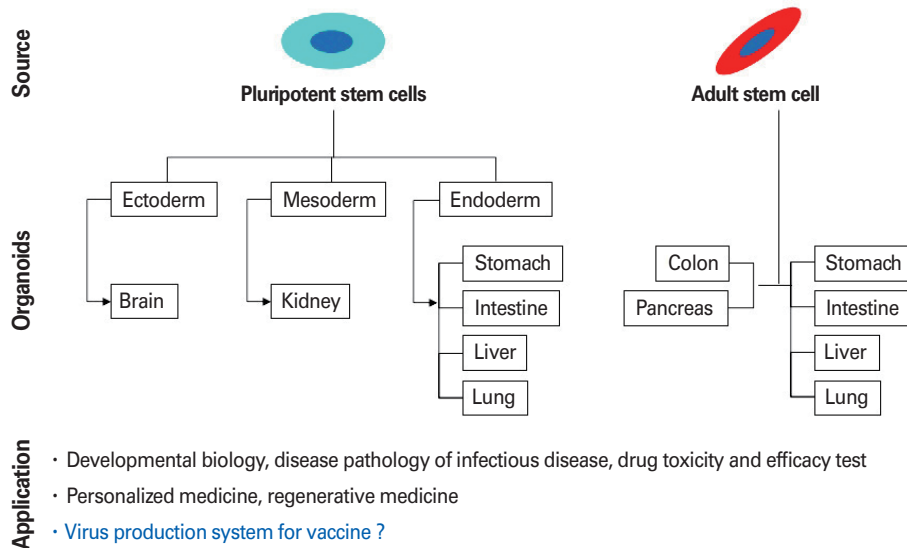 Source
Pluripotent stem cells
Adult stem cell
Organoids
Ectoderm
Mesoderm
Endoderm
Brain
Kidney
Stomach
Intestine
Liver
Lung
Colon
Pancreas
Stomach
Intestine
Liver
Lung
Application
· Developmental biology, disease pathology of infectious disease, drug toxicity and efficacy test
· Personalized medicine, regenerative medicine
· Virus production system for vaccine ?